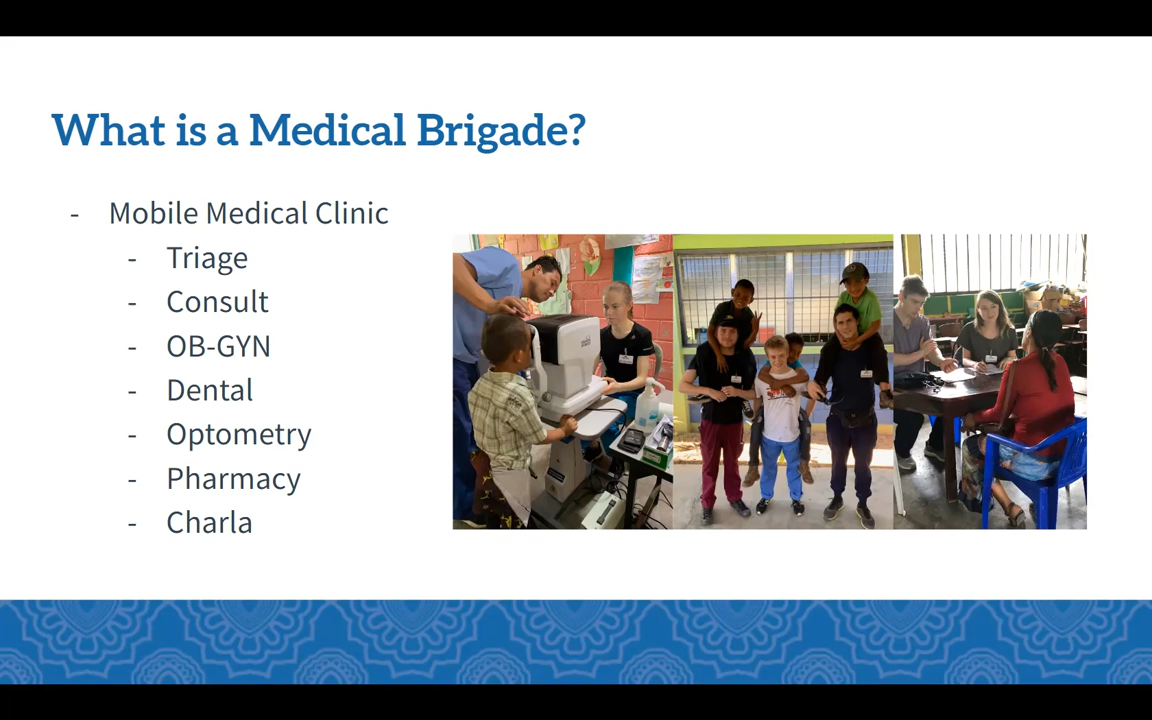 What is a Medical Brigade?
- Mobile Medical Clinic
- Triage
- Consult
- OB-GYN
- Dental
- Optometry
- Pharmacy
- Charla